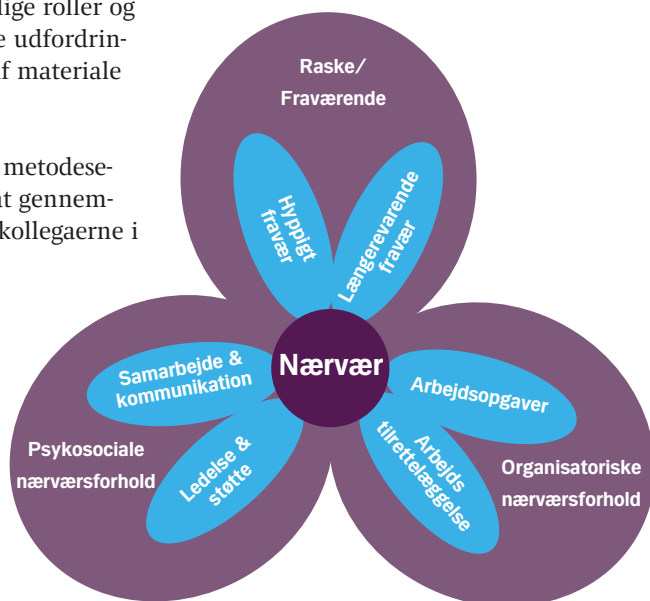 lige roller og
e udfordrin-
f materiale
metodese-
at gennem-
kollegaerne i
Raske/
Fraværende
Hyppigt
fravær
Længerevarende
fravær
Nærvær
Samarbejde &
kommunikation
Ledelse &
støtte
Psykosociale
nærværsforhold
Arbejdsopgaver
Arbejds
tilrettelæggelse
Organisatoriske
nærværsforhold